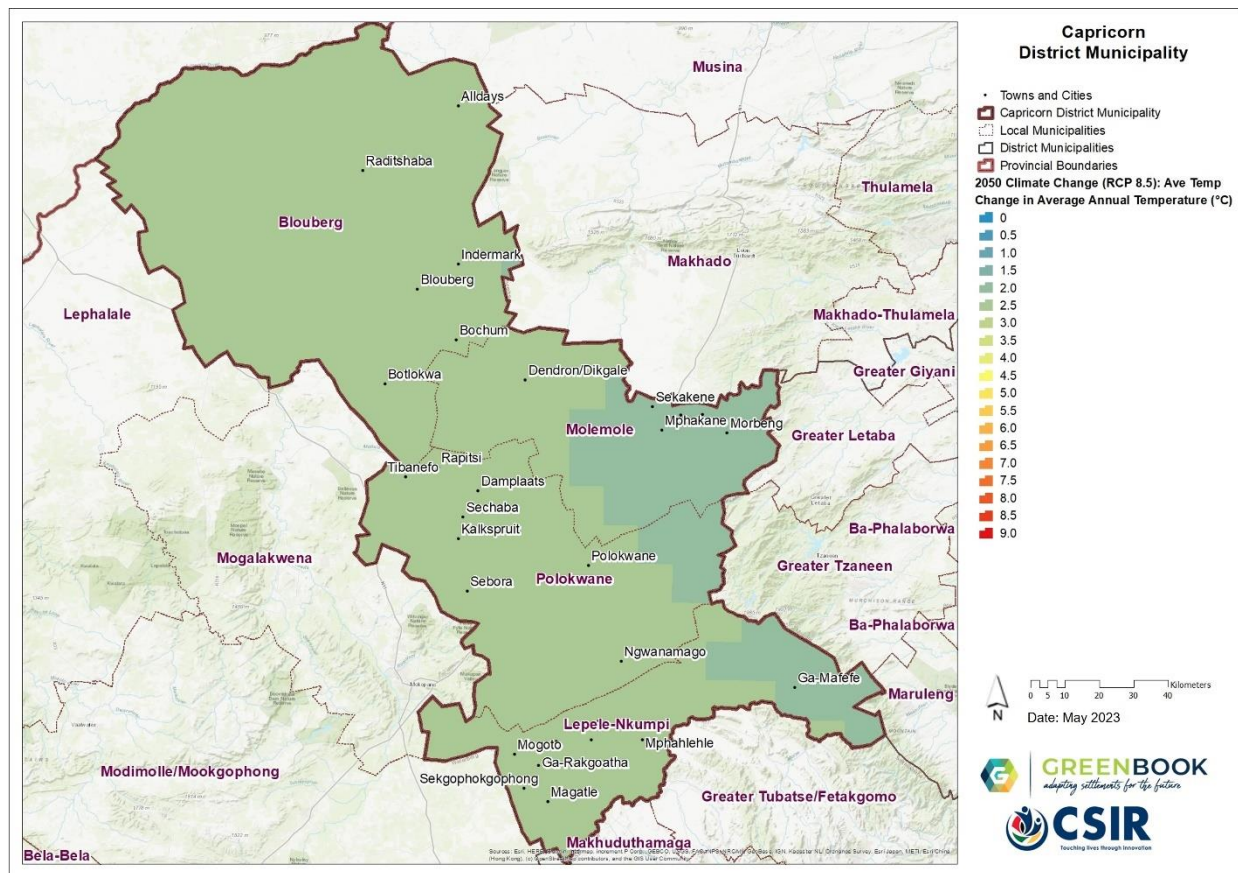 Musina
Alldays
Raditshaba
Thulamela
Blouberg
Indermark
Makhado
Blouberg
Lephalale
Makhado-Thulamela
Bochum
Greater Giyani
Botlokwa
Dendron/Dikgale
Sekakene
Molemole
Mphakane
Morbeng
Greater Letaba
Rapitsi
Tibanefo
Damplaats
Sechaba
Ba-Phalaborwa
Kalkspruit
Mogalakwena
Polokwane
Greater Tzaneen
Polokwane
Sebora
Ba-Phalaborwa
Ngwanamago
Ga-Mafefe
Maruleng
Lepele-Nkumpi
Mogoto
Mphahlehle
Ga-Rakgoatha
Modimolle/Mookgophong
Sekgophokgophong
Magatle
Greater Tubatse/Fetakgomo
Makhuduthamaga
Bela-Bela
Capricorn
District Municipality
Towns and Cities
Capricorn District Municipality
Local Municipalities
District Municipalities
Provincial Boundaries
2050 Climate Change (RCP 8.5): Ave Temp
Change in Average Annual Temperature (°C)
0
0.5
1.0
1.5
2.0
2.5
3.0
3.5
4.0
4.5
5.0
5.5
6.0
6.5
7.0
7.5
8.0
8.5
9.0
N
0 5 10 20 30 40 Kilometers
Date: May 2023
GREENBOOK
adapting settlements for the future
CSIR
Touching lives through innovation